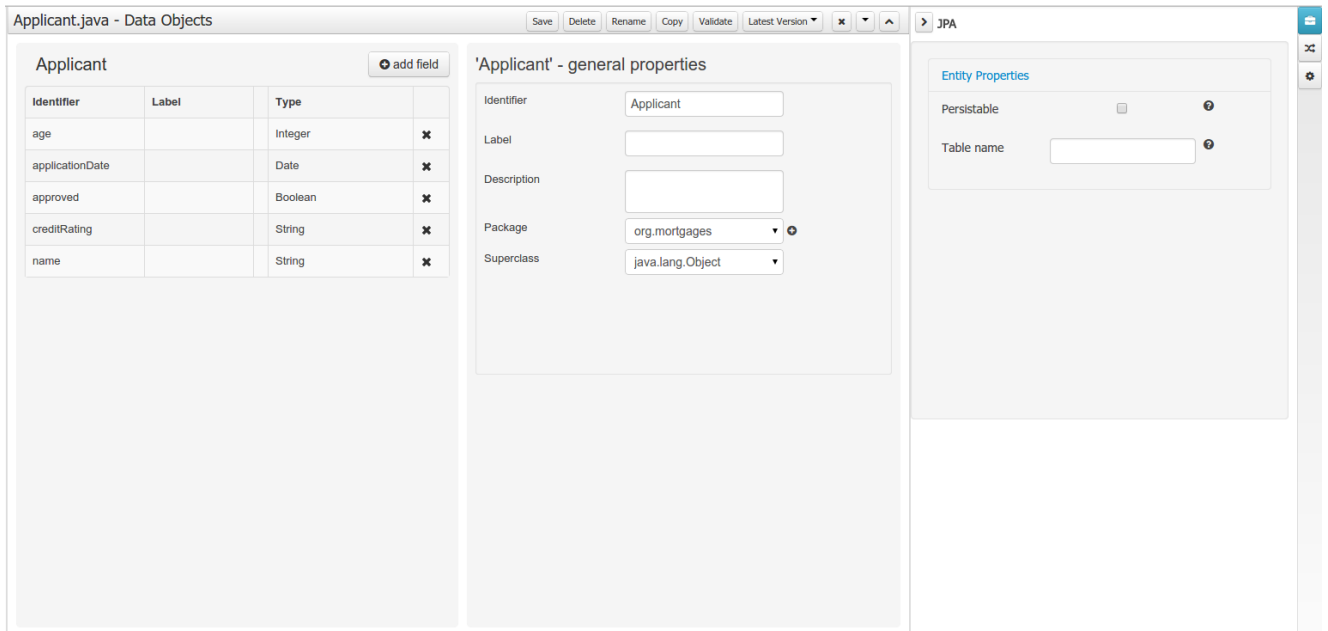 Applicant.java - Data Objects
Save Delete Rename Copy Validate Latest Version
JPA
Applicant
add field
Identifier Label Type
age Integer
applicationDate Date
approved Boolean
creditRating String
name String
'Applicant' - general properties
Identifier Applicant
Label
Description
Package org.mortgages
Superclass java.lang.Object
Entity Properties
Persistable
Table name